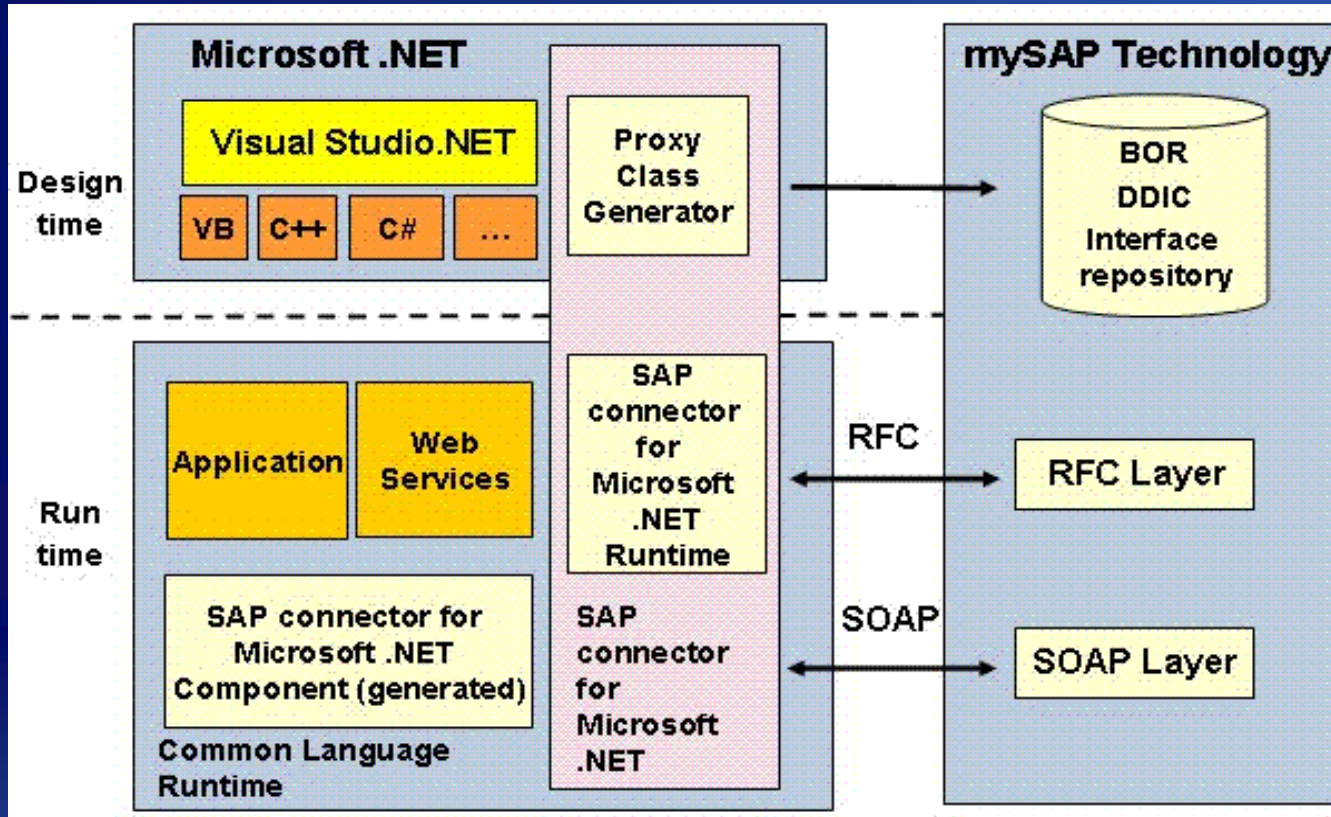 Microsoft .NET
mySAP Technology
Visual Studio.NET
VB
C++
C#
...
Proxy
Class
Generator
Design
time
BOR
DDIC
Interface
repository
Application
Web
Services
SAP
connector
for
Microsoft
.NET
Runtime
RFC
RFC Layer
Run
time
SAP connector for
Microsoft .NET
Component (generated)
SAP
connector
for
Microsoft
.NET
SOAP
SOAP Layer
Common Language
Runtime